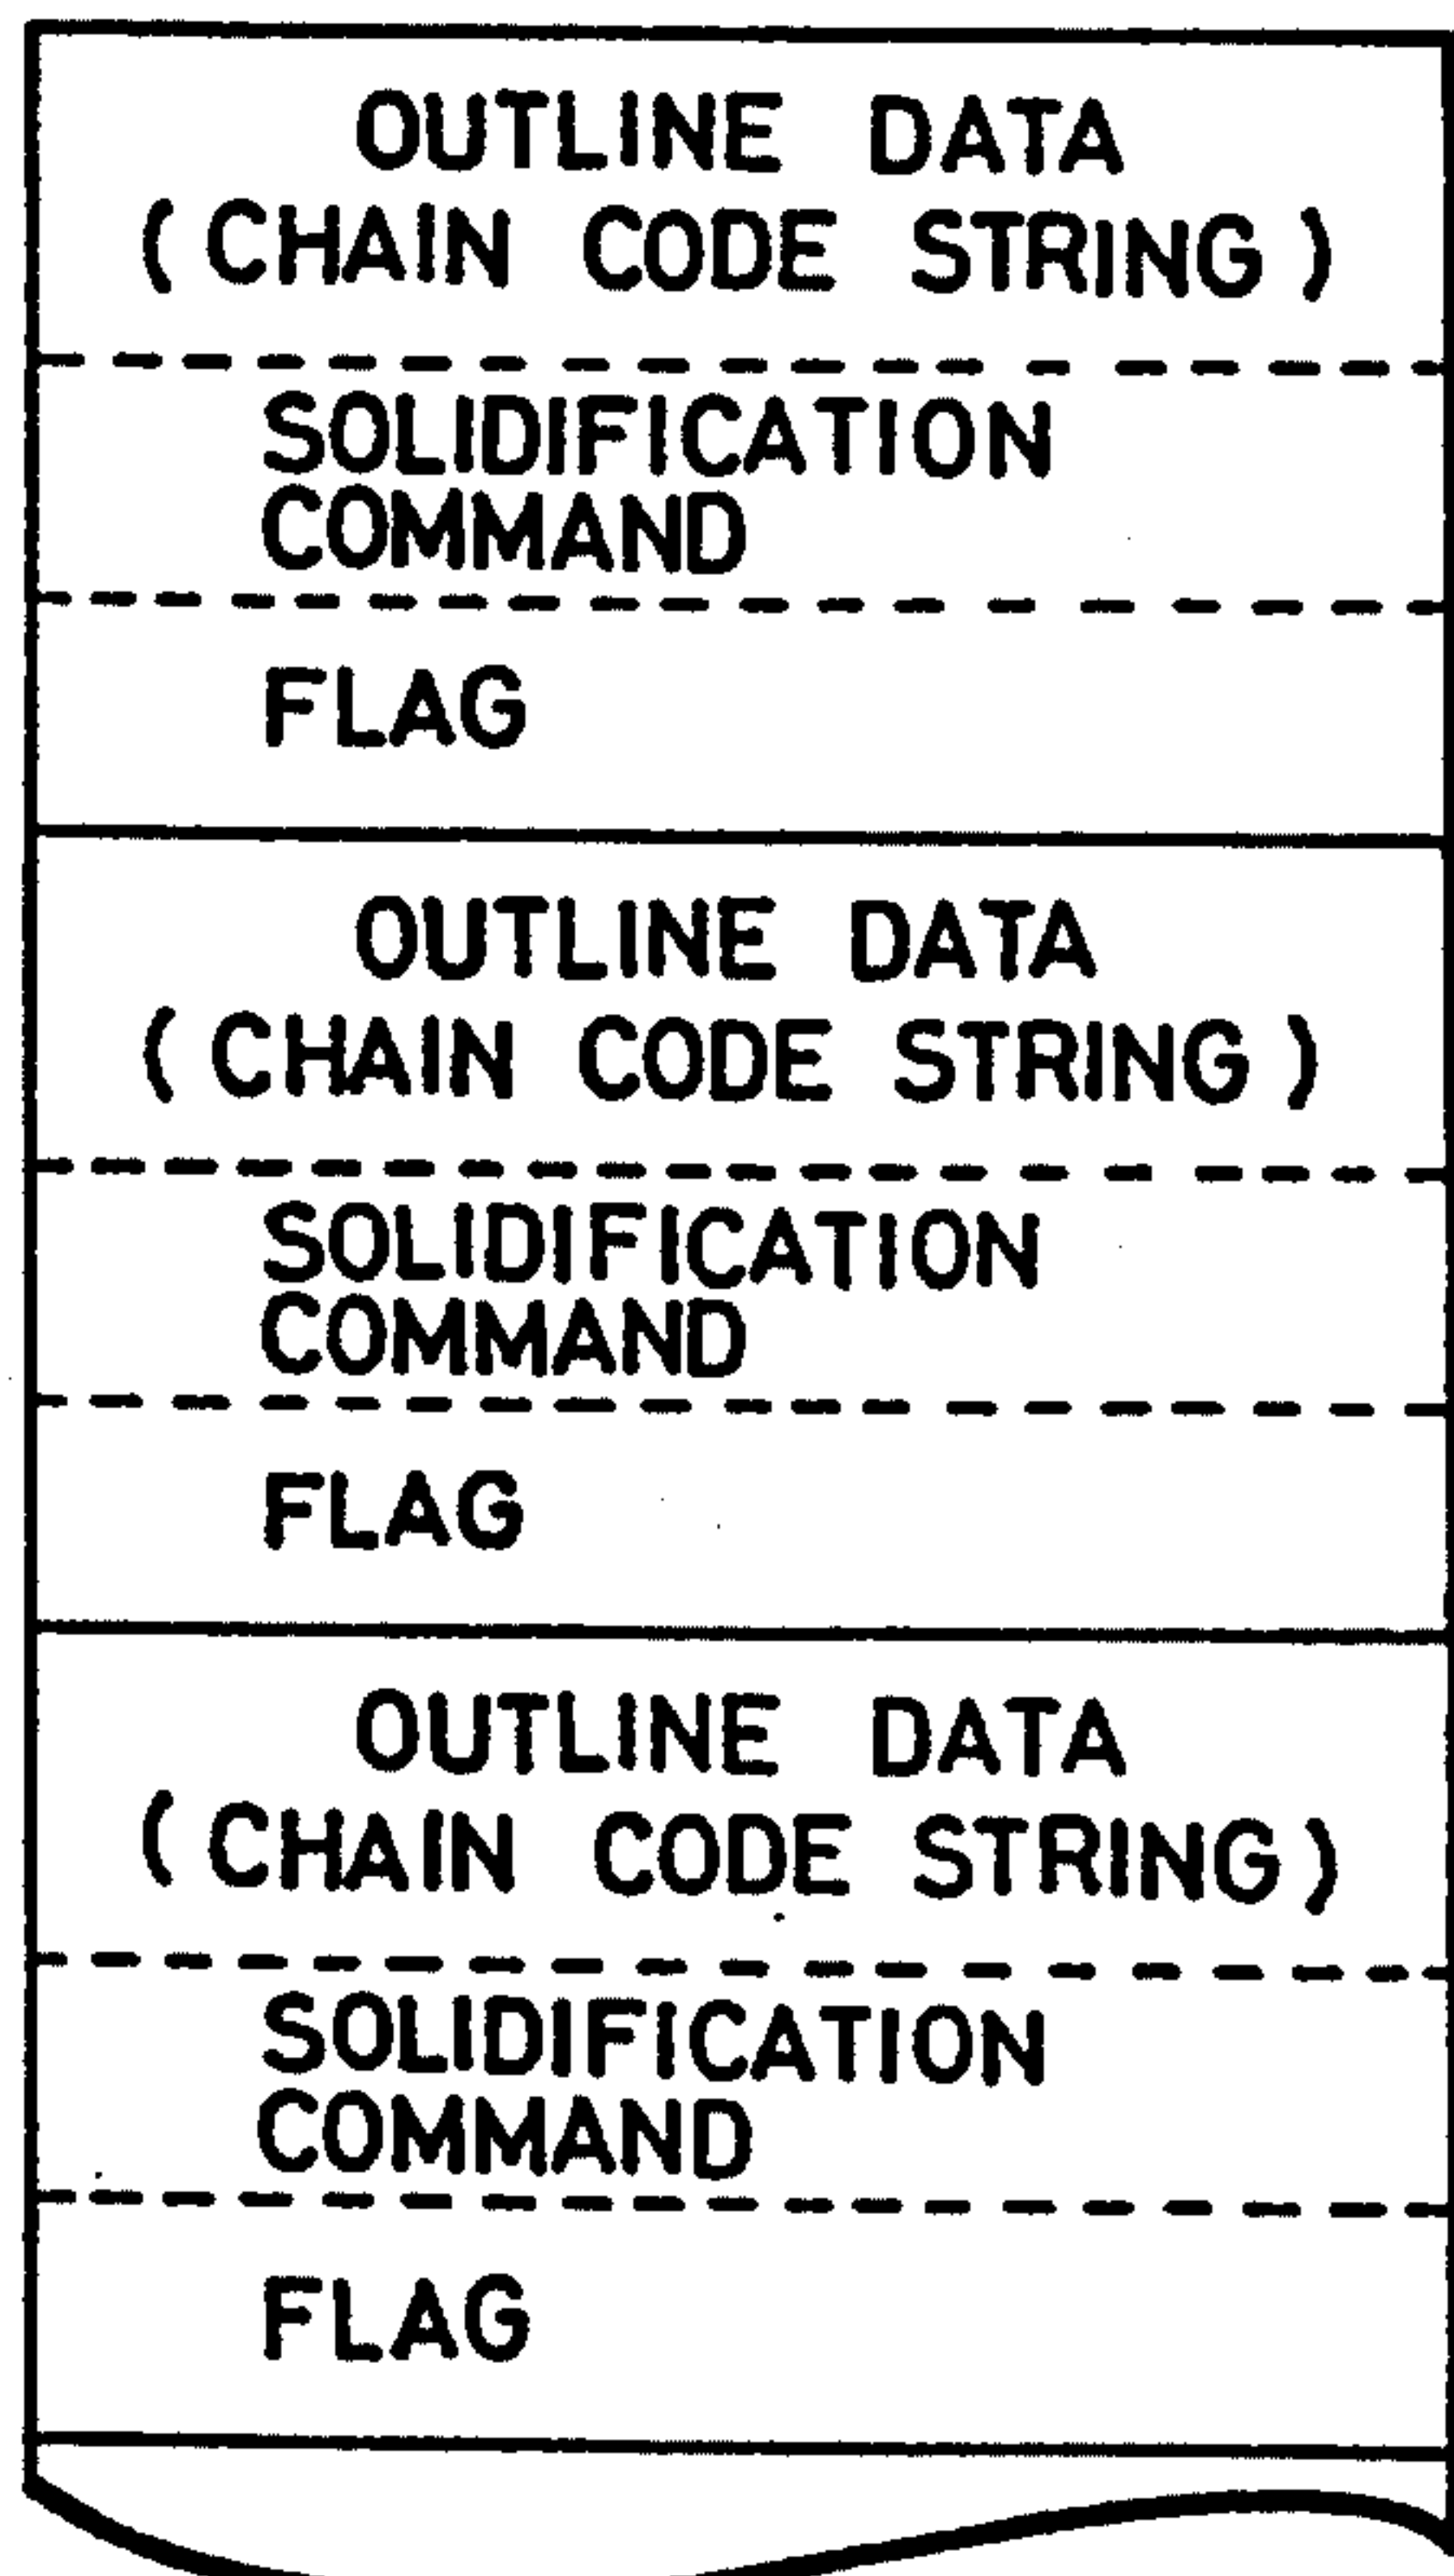 OUTLINE DATA
(CHAIN CODE STRING)
SOLIDIFICATION
COMMAND
FLAG
OUTLINE DATA
(CHAIN CODE STRING)
SOLIDIFICATION
COMMAND
FLAG
OUTLINE DATA
(CHAIN CODE STRING)
SOLIDIFICATION
COMMAND
FLAG